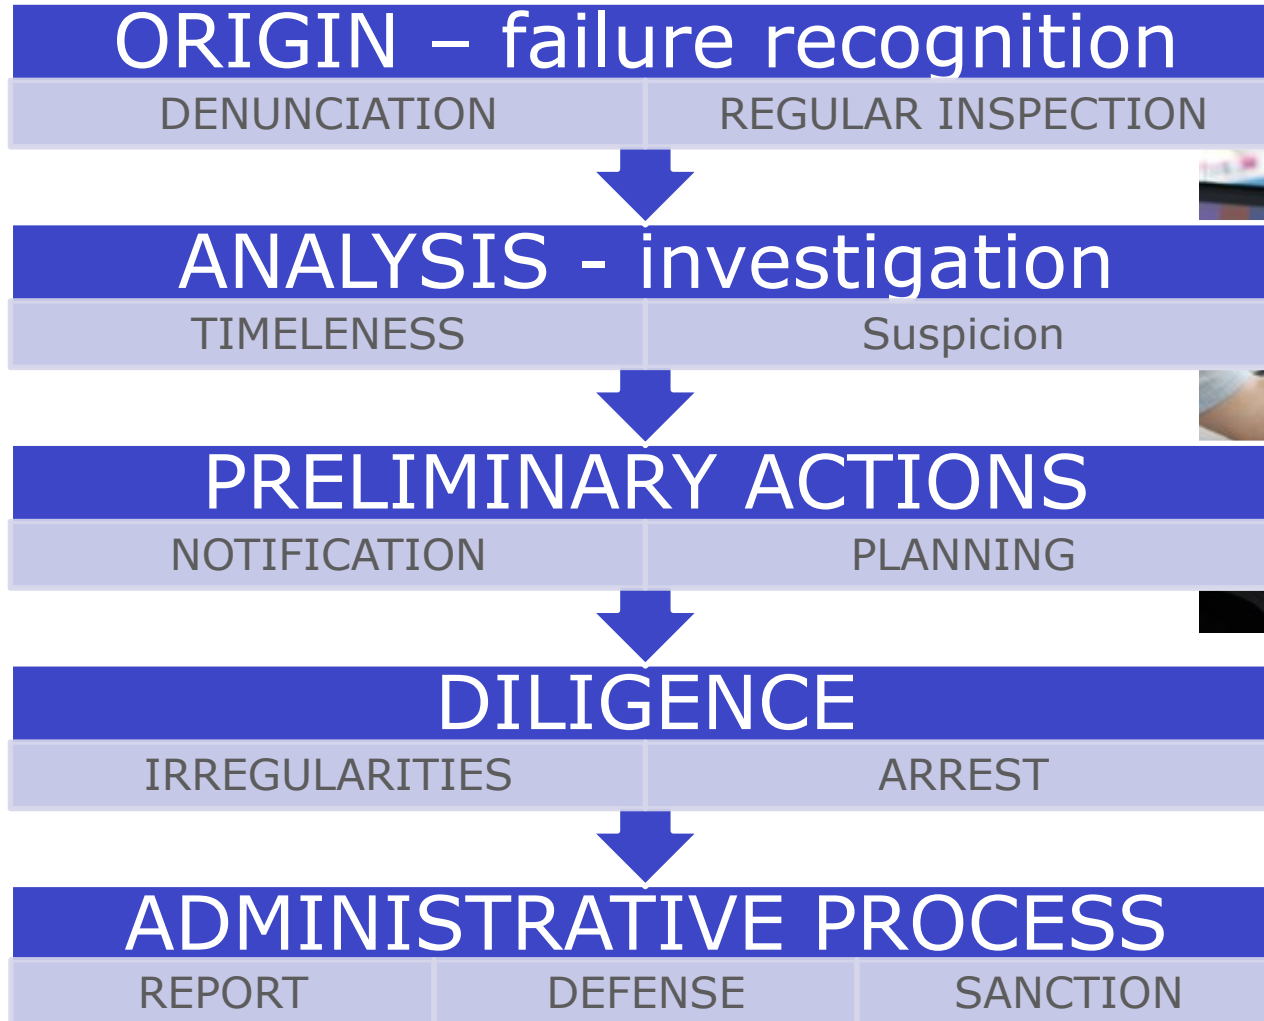 ORIGIN – failure recognition
DENUNCIATION REGULAR INSPECTION
ANALYSIS - investigation
TIMELENESS Suspicion
PRELIMINARY ACTIONS
NOTIFICATION PLANNING
DILIGENCE
IRREGULARITIES ARREST
ADMINISTRATIVE PROCESS
REPORT DEFENSE SANCTION